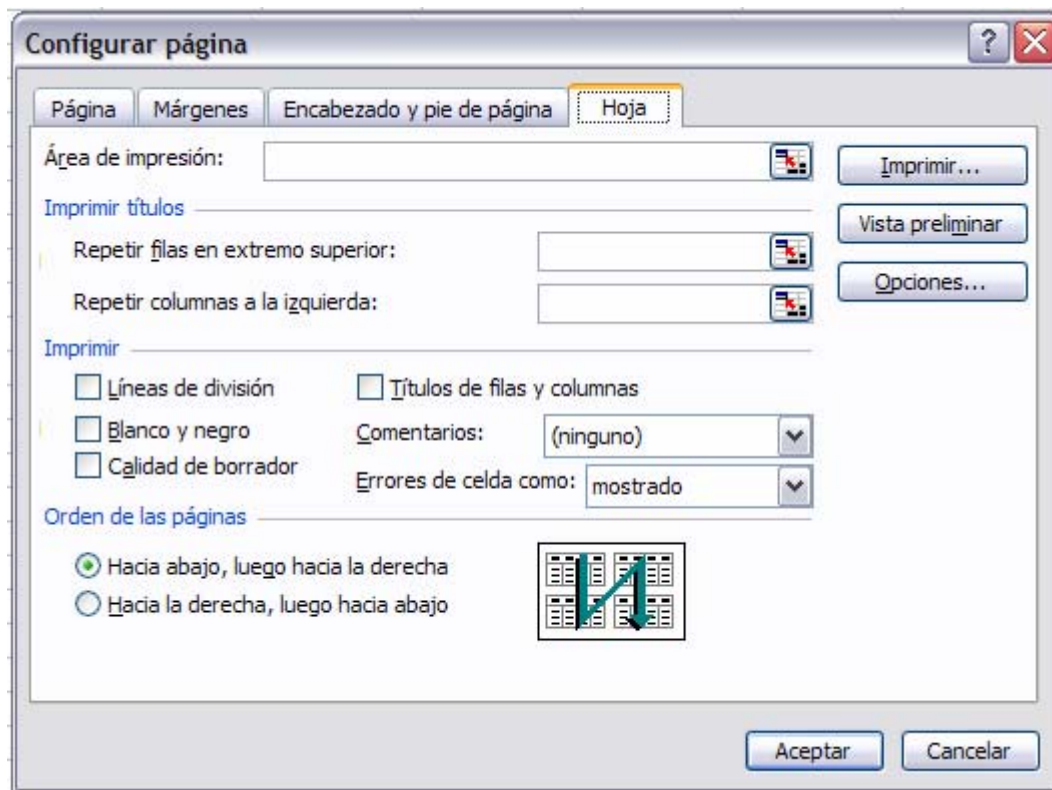 Configurar página
Página Márgenes Encabezado y pie de página Hoja
Área de impresión: Imprimir...
Imprimir títulos
Vista preliminar
Repetir filas en extremo superior:
Opciones...
Repetir columnas a la izquierda:
Imprimir
Líneas de división Títulos de filas y columnas
Blanco y negro Comentarios: (ninguno)
Calidad de borrador
Errores de celda como: mostrado
Orden de las páginas
Hacia abajo, luego hacia la derecha
Hacia la derecha, luego hacia abajo
Aceptar Cancelar